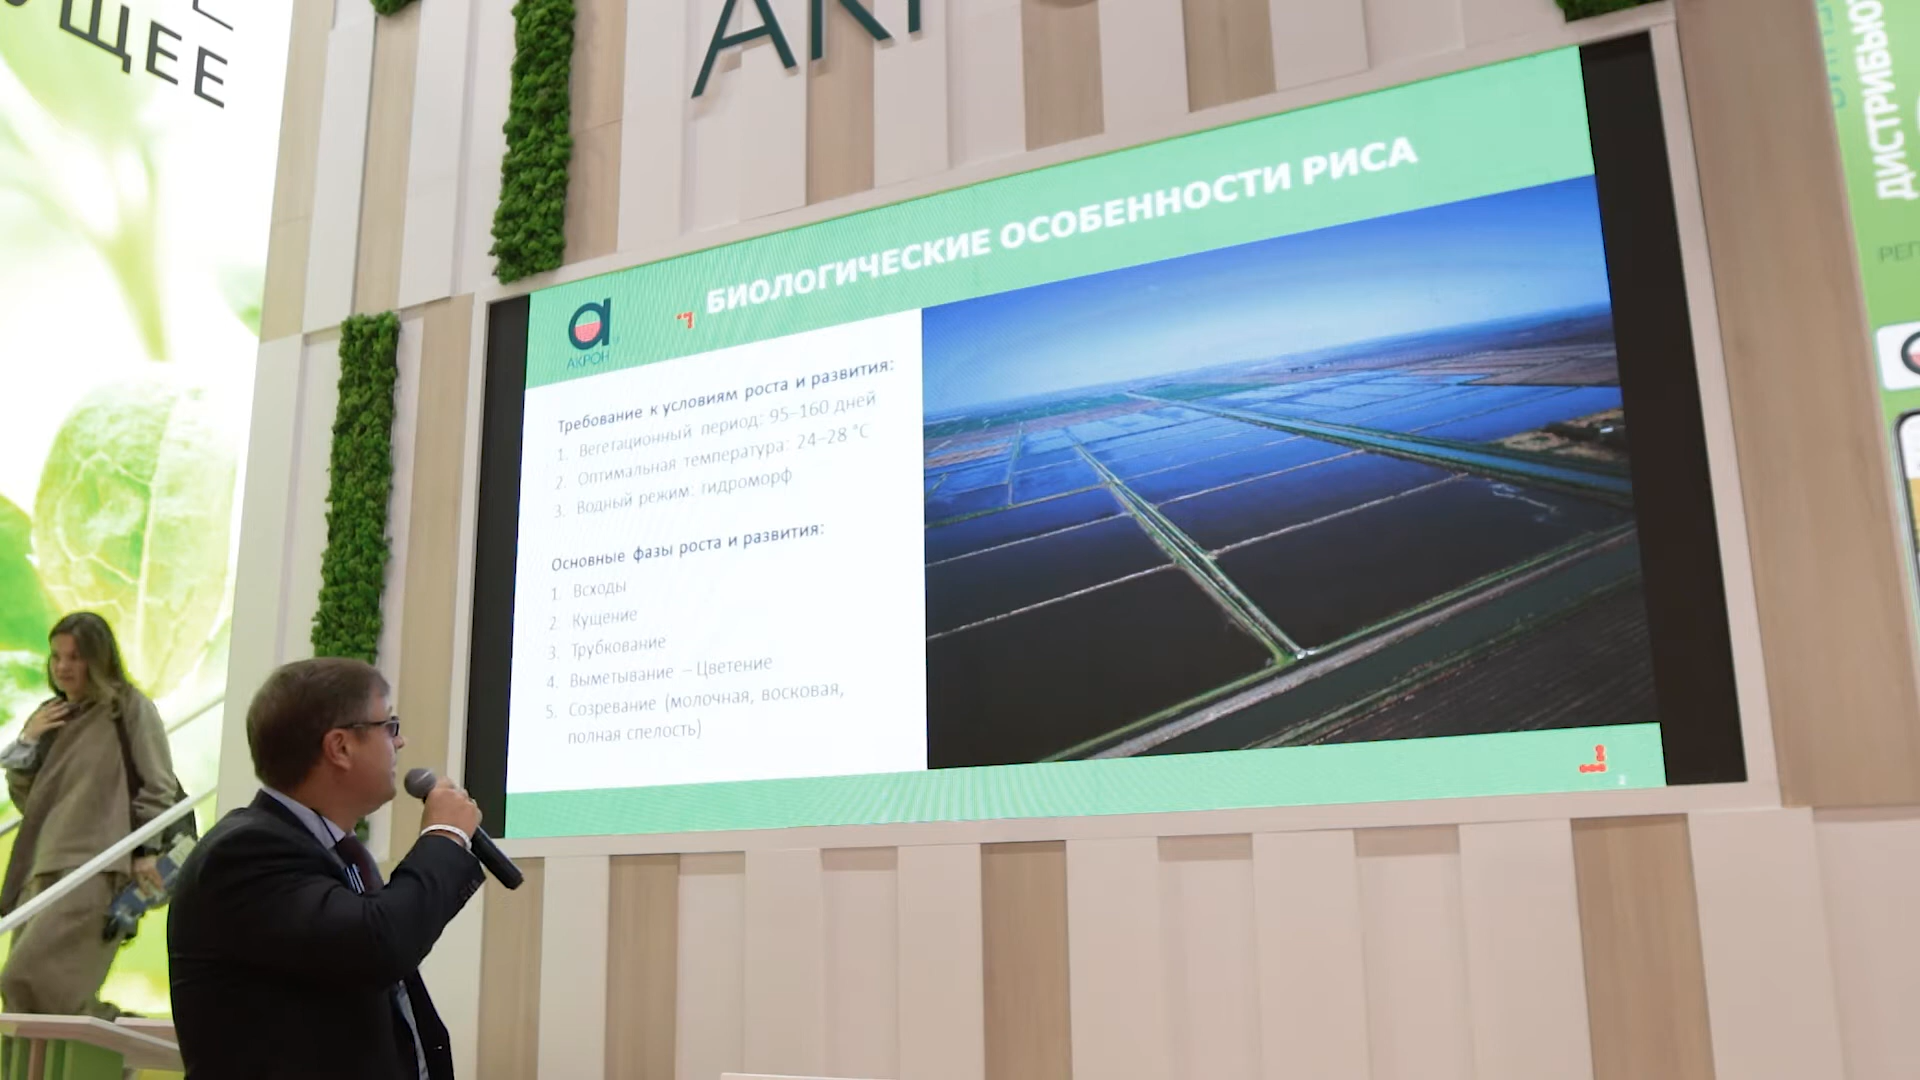 УЩЕЕ
АКР
БИОЛОГИЧЕСКИЕ ОСОБЕННОСТИ РИСА
АКРОН
Требование к условиям роста и развития:
1. Вегетационный период: 95–160 дней
2. Оптимальная температура: 24–28 °С
3. Водный режим: гидроморф
Основные фазы роста и развития:
1. Всходы
2. Кущение
3. Трубкование
4. Выметывание – Цветение
5. Созревание (молочная, восковая,
полная спелость)
ДИСТРИБЬЮ
РЕГ